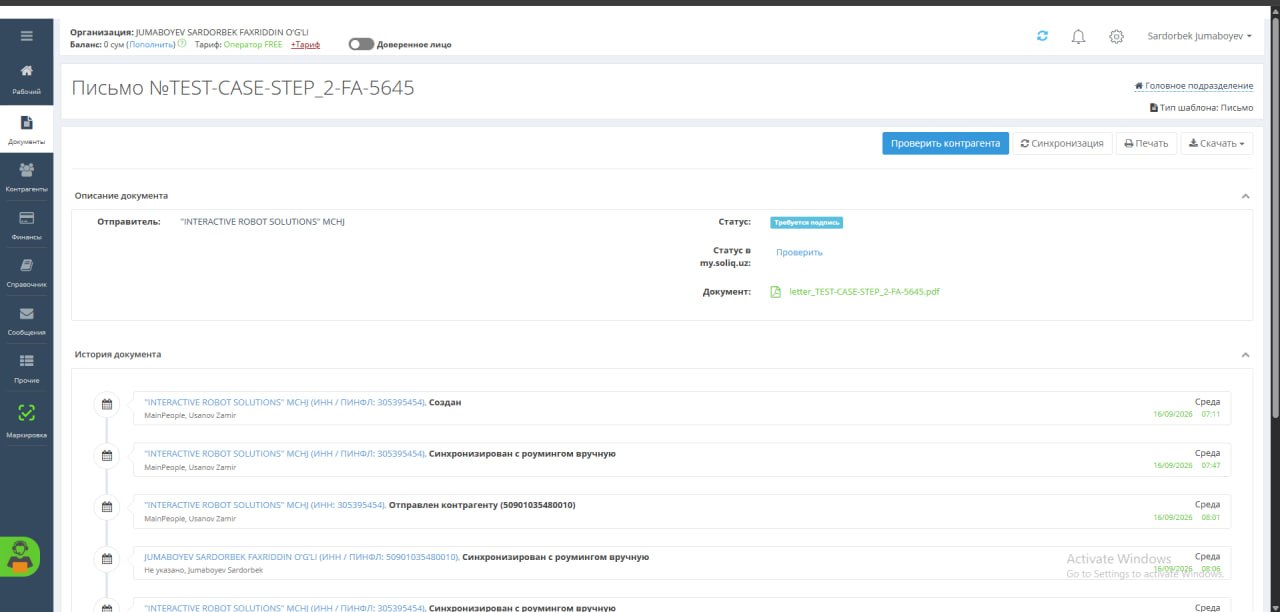 Организация: JUMABOYEV SARDORBEK FAXRIDDIN O'G'LI
Баланс: 0 сум (Пополнить) Тариф: Оператор FREE +Тариф
Доверенное лицо
Sardorbek Jumaboyev
Рабочий
Документы
Контрагенты
Финансы
Справочник
Сообщения
Прочие
Маркировка
Письмо №TEST-CASE-STEP_2-FA-5645
Головное подразделение
Тип шаблона: Письмо
Проверить контрагента
Синхронизация
Печать
Скачать
Описание документа
Отправитель: "INTERACTIVE ROBOT SOLUTIONS" MCHJ
Статус: Требуется подпись
Статус в
my.soliq.uz: Проверить
Документ: letter_TEST-CASE-STEP_2-FA-5645.pdf
История документа
"INTERACTIVE ROBOT SOLUTIONS" MCHJ (ИНН / ПИНФЛ: 305395454), Создан
MainPeople, Usanov Zamir
Среда
16/09/2026 07:11
"INTERACTIVE ROBOT SOLUTIONS" MCHJ (ИНН / ПИНФЛ: 305395454), Синхронизирован с роумингом вручную
MainPeople, Usanov Zamir
Среда
16/09/2026 07:47
"INTERACTIVE ROBOT SOLUTIONS" MCHJ (ИНН: 305395454), Отправлен контрагенту (50901035480010)
MainPeople, Usanov Zamir
Среда
16/09/2026 08:01
JUMABOYEV SARDORBEK FAXRIDDIN O'G'LI (ИНН / ПИНФЛ: 50901035480010), Синхронизирован с роумингом вручную
Не указано, Jumaboyev Sardorbek
Среда
16/09/2026 08:06
Activate Windows
Go to Settings to activate Windows.
"INTERACTIVE ROBOT SOLUTIONS" MCHJ (ИНН / ПИНФЛ: 305395454), Синхронизирован с роумингом вручную
Среда